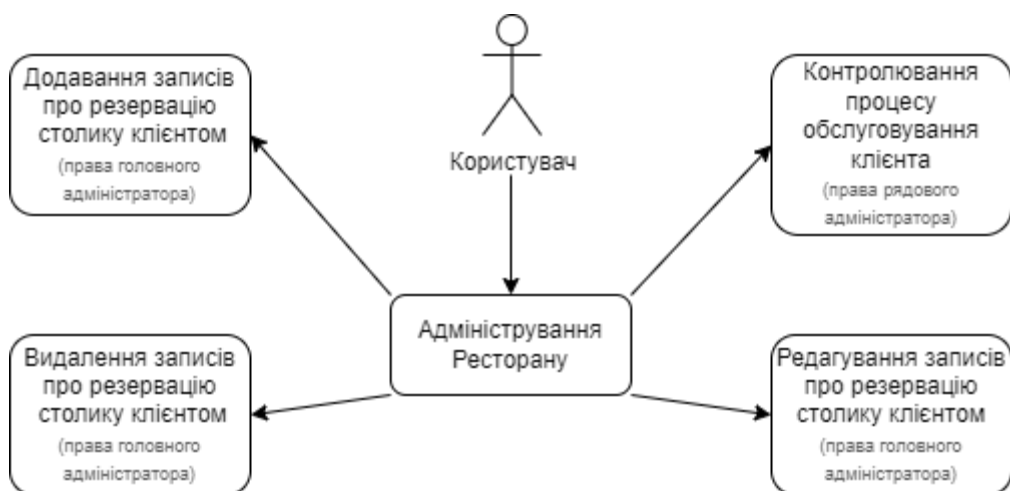 Додавання записів
про резервацію
столику клієнтом
(права головного
адміністратора)
Користувач
Контролювання
процесу
обслуговування
клієнта
(права рядового
адміністратора)
Адміністрування
Ресторану
Видалення записів
про резервацію
столику клієнтом
(права головного
адміністратора)
Редагування записів
про резервацію
столику клієнтом
(права головного
адміністратора)